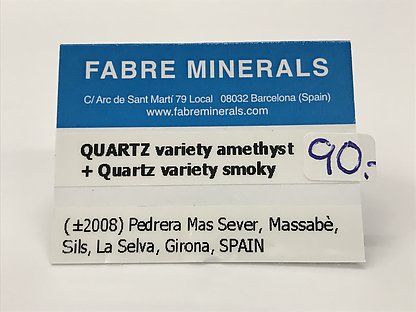 FABRE MINERALS
C/ Arc de Sant Martí 79 Local 08032 Barcelona (Spain)
www.fabreminerals.com
QUARTZ variety amethyst
+ Quartz variety smoky
90.-
(±2008) Pedrera Mas Sever, Massabè,
Sils, La Selva, Girona, SPAIN